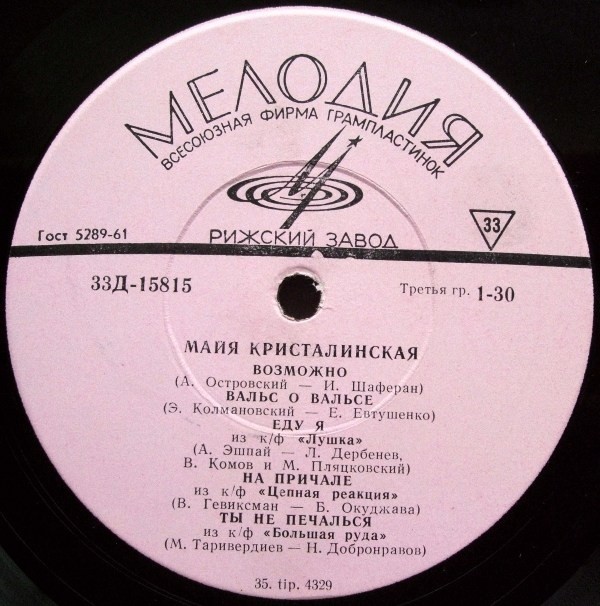 МЕЛОДИЯ
ВСЕСОЮЗНАЯ ФИРМА ГРАМПЛАСТИНОК
Гост 5289-61
33
РИЖСКИЙ ЗАВОД
33Д-15815
Третья гр. 1-30
МАЙЯ КРИСТАЛИНСКАЯ
ВОЗМОЖНО
(А. Островский — И. Шаферан)
ВАЛЬС О ВАЛЬСЕ
(Э. Колмановский — Е. Евтушенко)
ЕДУ Я
из к/ф «Лушка»
(А. Эшпай — Л. Дербенев,
В. Комов и М. Пляцковский)
НА ПРИЧАЛЕ
из к/ф «Цепная реакция»
(В. Гевиксман — Б. Окуджава)
ТЫ НЕ ПЕЧАЛЬСЯ
из к/ф «Большая руда»
(М. Таривердиев — Н. Добронравов)
35. tip. 4329